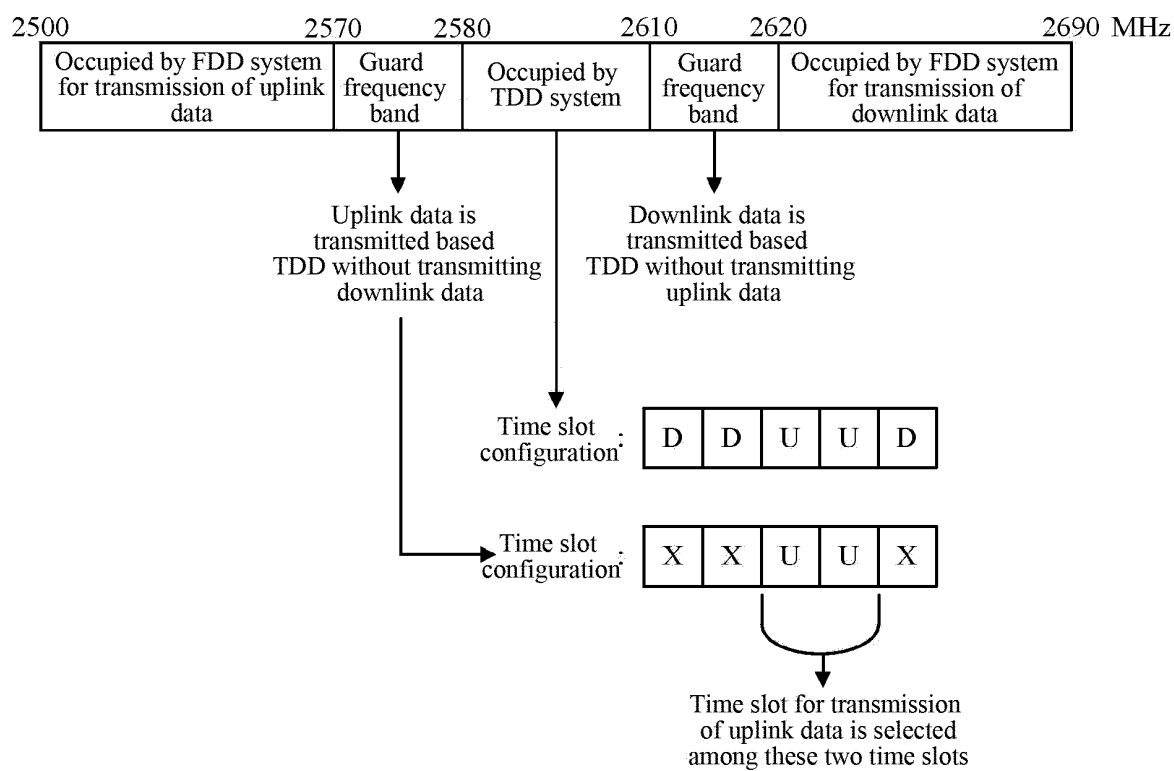 2500 2570 2580 2610 2620 2690 MHz
Occupied by FDD system
for transmission of uplink
data
Guard
frequency
band
Occupied by
TDD system
Guard
frequency
band
Occupied by FDD system
for transmission of
downlink data
Uplink data is
transmitted based
TDD without transmitting
downlink data
Downlink data is
transmitted based
TDD without transmitting
uplink data
Time slot
configuration :
D D U U D
Time slot
configuration :
X X U U X
Time slot for transmission
of uplink data is selected
among these two time slots